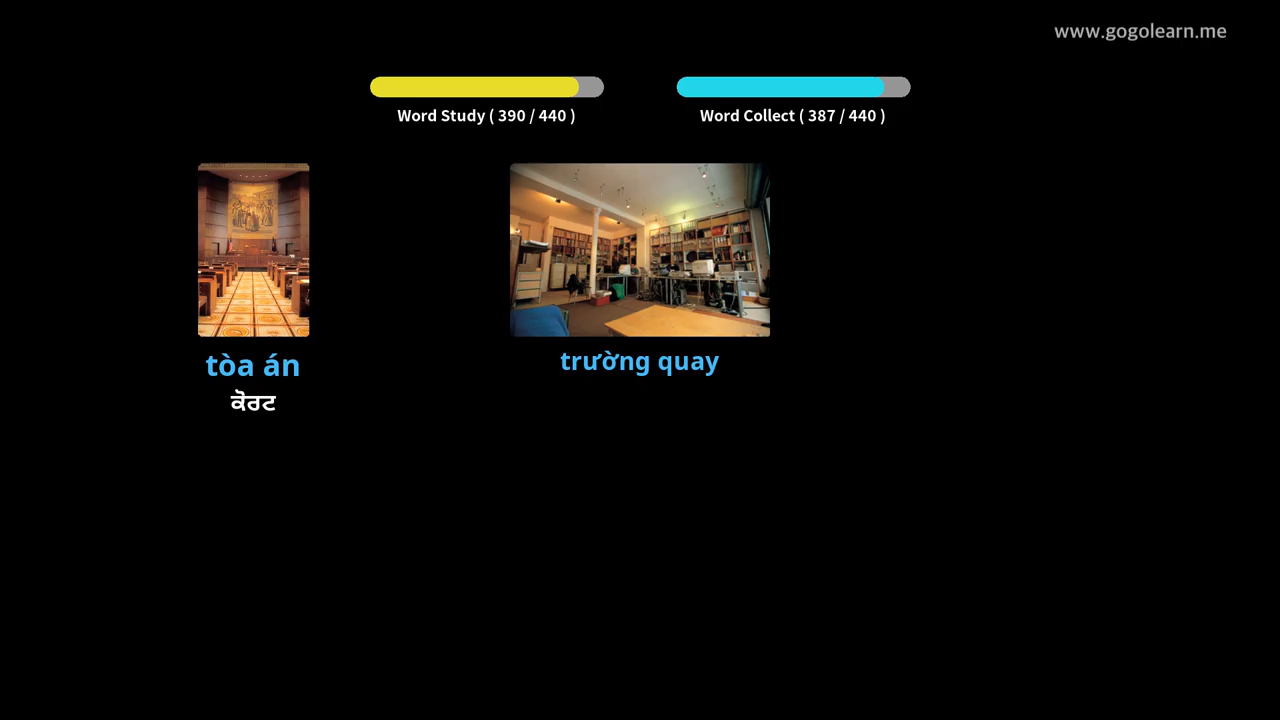 www.gogolearn.me
Word Study ( 390 / 440 )
Word Collect ( 387 / 440 )
tòa án
trường quay
ਕੋਰਟ